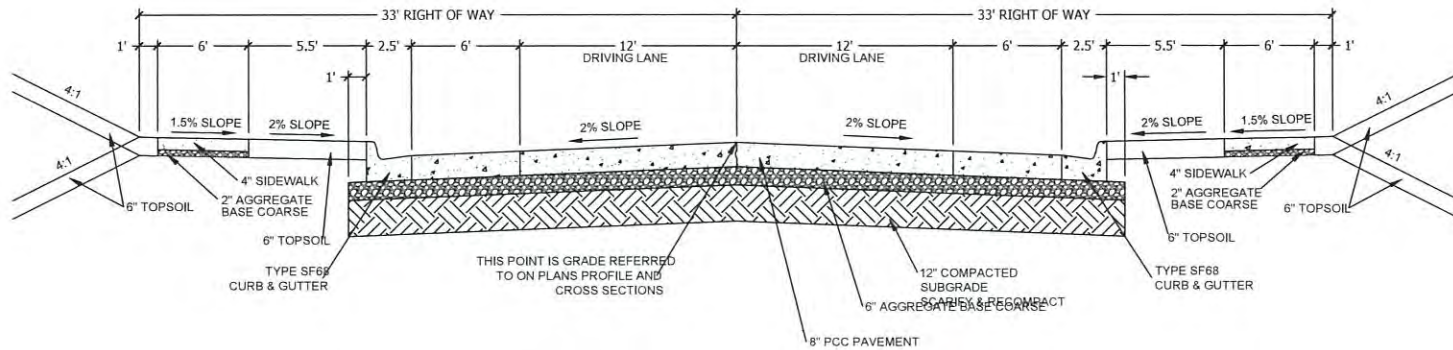 33' RIGHT OF WAY
33' RIGHT OF WAY
1'
6'
5.5'
2.5'
6'
12'
12'
6'
2.5'
5.5'
6'
1'
DRIVING LANE
DRIVING LANE
1'
1'
4:1
4:1
1.5% SLOPE
2% SLOPE
2% SLOPE
2% SLOPE
2% SLOPE
1.5% SLOPE
4:1
4:1
4" SIDEWALK
2" AGGREGATE
BASE COARSE
6" TOPSOIL
6" TOPSOIL
4" SIDEWALK
2" AGGREGATE
BASE COARSE
6" TOPSOIL
6" TOPSOIL
TYPE SF68
CURB & GUTTER
THIS POINT IS GRADE REFERRED
TO ON PLANS PROFILE AND
CROSS SECTIONS
12" COMPACTED
SUBGRADE
SCARIFY & RECOMPACT
6" AGGREGATE BASE COARSE
8" PCC PAVEMENT
TYPE SF68
CURB & GUTTER